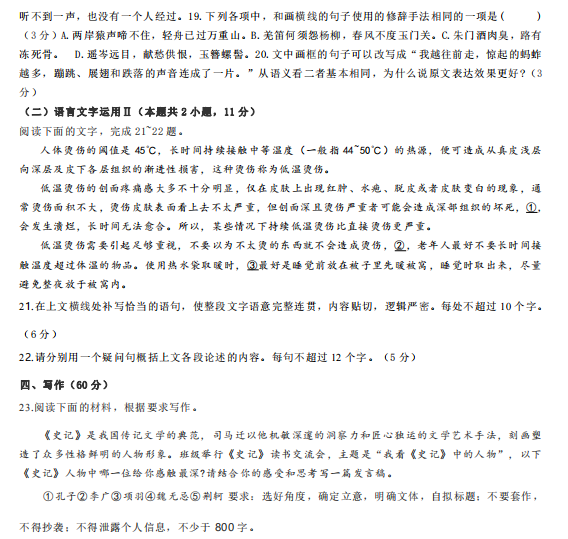 听不到一声，也没有一个人经过。19.下列各项中，和画横线的句子使用的修辞手法相同的一项是(　　)
(3分)A.两岸猿声啼不住，轻舟已过万重山。B.羌笛何须怨杨柳，春风不度玉门关。C.朱门酒肉臭，路有
冻死骨。　D.遥岑远目，献愁供恨，玉簪螺髻。20.文中画框的句子可以改写成“我越往前走，惊起的蚂蚱
越多，蹦跳、展翅和跌落的声音连成了一片。”从语义看二者基本相同，为什么说原文表达效果更好?(3
分)
（二）语言文字运用Ⅱ（本题共2小题，11分）
阅读下面的文字，完成21~22题。
人体烫伤的阈值是45℃，长时间持续接触中等温度（一般指44~50℃）的热源，便可造成从真皮浅层
向深层及皮下各层组织的渐进性损害，这种烫伤称为低温烫伤。
低温烫伤的创面疼痛感大多不十分明显，仅在皮肤上出现红肿、水疱、脱皮或者皮肤变白的现象，通
常烫伤面积不大，烫伤皮肤表面看上去不太严重，但创面深且烫伤严重者可能会造成深部组织的坏死，①，
会发生溃烂，长时间无法愈合。所以，某些情况下持续低温烫伤比直接烫伤更严重。
低温烫伤需要引起足够重视，不要以为不太烫的东西就不会造成烫伤，②，老年人最好不要长时间接
触温度超过体温的物品。使用热水袋取暖时，③最好是睡觉前放在被子里先暖被窝，睡觉时取出来，尽量
避免整夜放于被窝内。
21.在上文横线处补写恰当的语句，使整段文字语意完整连贯，内容贴切，逻辑严密。每处不超过10个字。
（6分）
22.请分别用一个疑问句概括上文各段论述的内容。每句不超过12个字。（5分）
四、写作(60分)
23.阅读下面的材料，根据要求写作。
《史记》是我国传记文学的典范，司马迁以他机敏深邃的洞察力和匠心独运的文学艺术手法，刻画塑
造了众多性格鲜明的人物形象。班级举行《史记》读书交流会，主题是“我看《史记》中的人物”，以下
《史记》人物中哪一位给你感触最深?请结合你的感受和思考写一篇发言稿。
①孔子②李广③项羽④魏无忌⑤荆轲 要求：选好角度，确定立意，明确文体，自拟标题；不要套作，
不得抄袭；不得泄露个人信息，不少于800字。